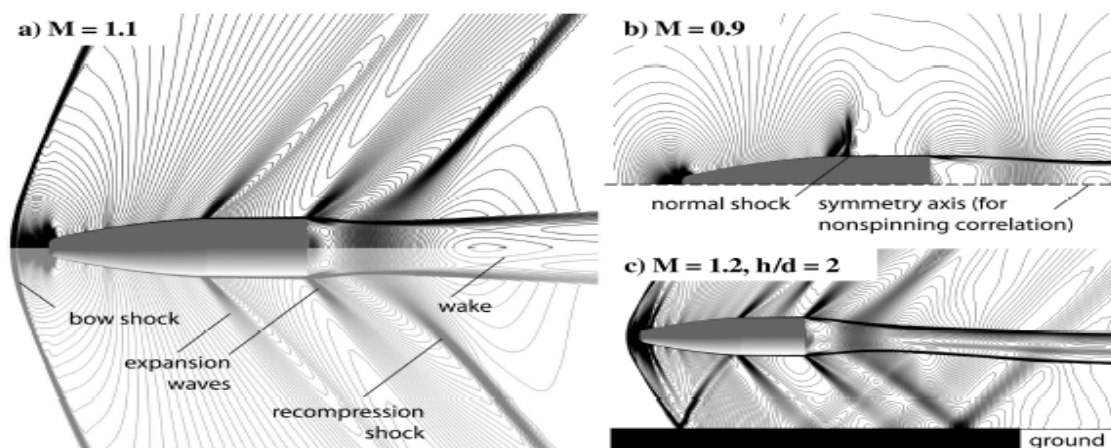 a) M = 1.1
bow shock
expansion
waves
recompression
shock
wake
b) M = 0.9
normal shock
symmetry axis (for
nonspinning correlation)
c) M = 1.2, h/d = 2
ground